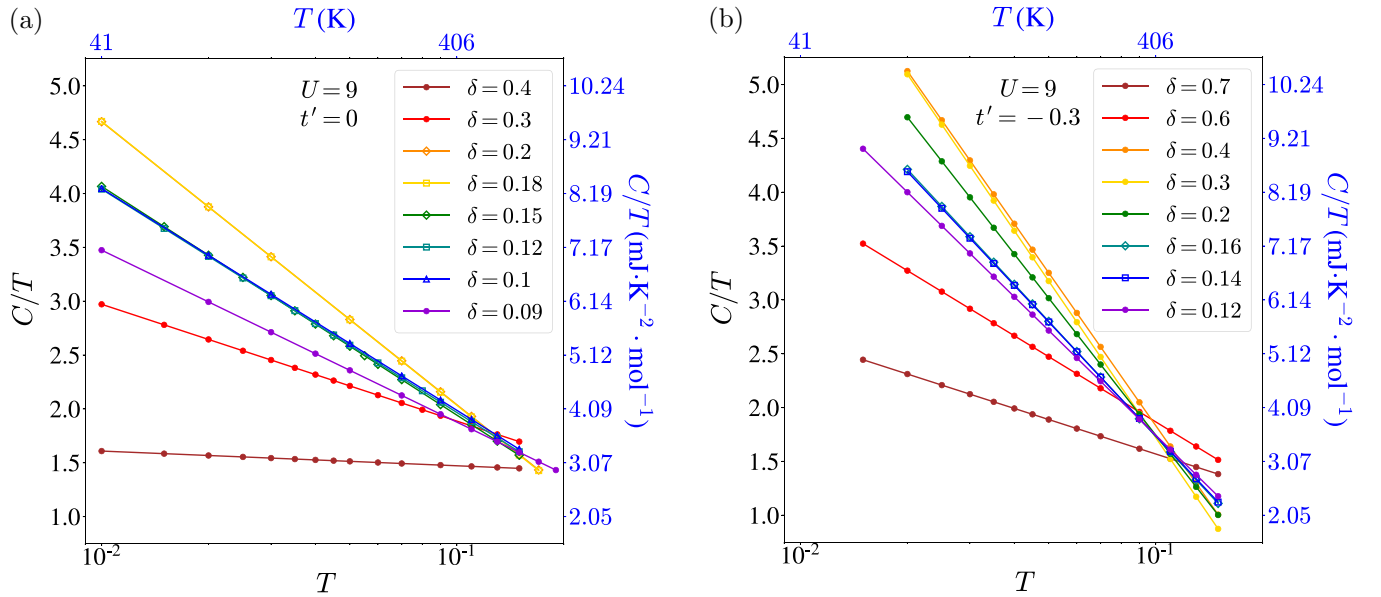 (a)
T (K)
41
406
5.0
4.5
4.0
3.5
3.0
2.5
2.0
1.5
1.0
C/T
U = 9
t′ = 0
δ = 0.4
δ = 0.3
δ = 0.2
δ = 0.18
δ = 0.15
δ = 0.12
δ = 0.1
δ = 0.09
10.24
9.21
8.19
7.17
6.14
5.12
4.09
3.07
2.05
C/T (mJ·K⁻²·mol⁻¹)
10⁻²
10⁻¹
T
(b)
T (K)
41
406
5.0
4.5
4.0
3.5
3.0
2.5
2.0
1.5
1.0
C/T
U = 9
t′ = −0.3
δ = 0.7
δ = 0.6
δ = 0.4
δ = 0.3
δ = 0.2
δ = 0.16
δ = 0.14
δ = 0.12
10.24
9.21
8.19
7.17
6.14
5.12
4.09
3.07
2.05
C/T (mJ·K⁻²·mol⁻¹)
10⁻²
10⁻¹
T